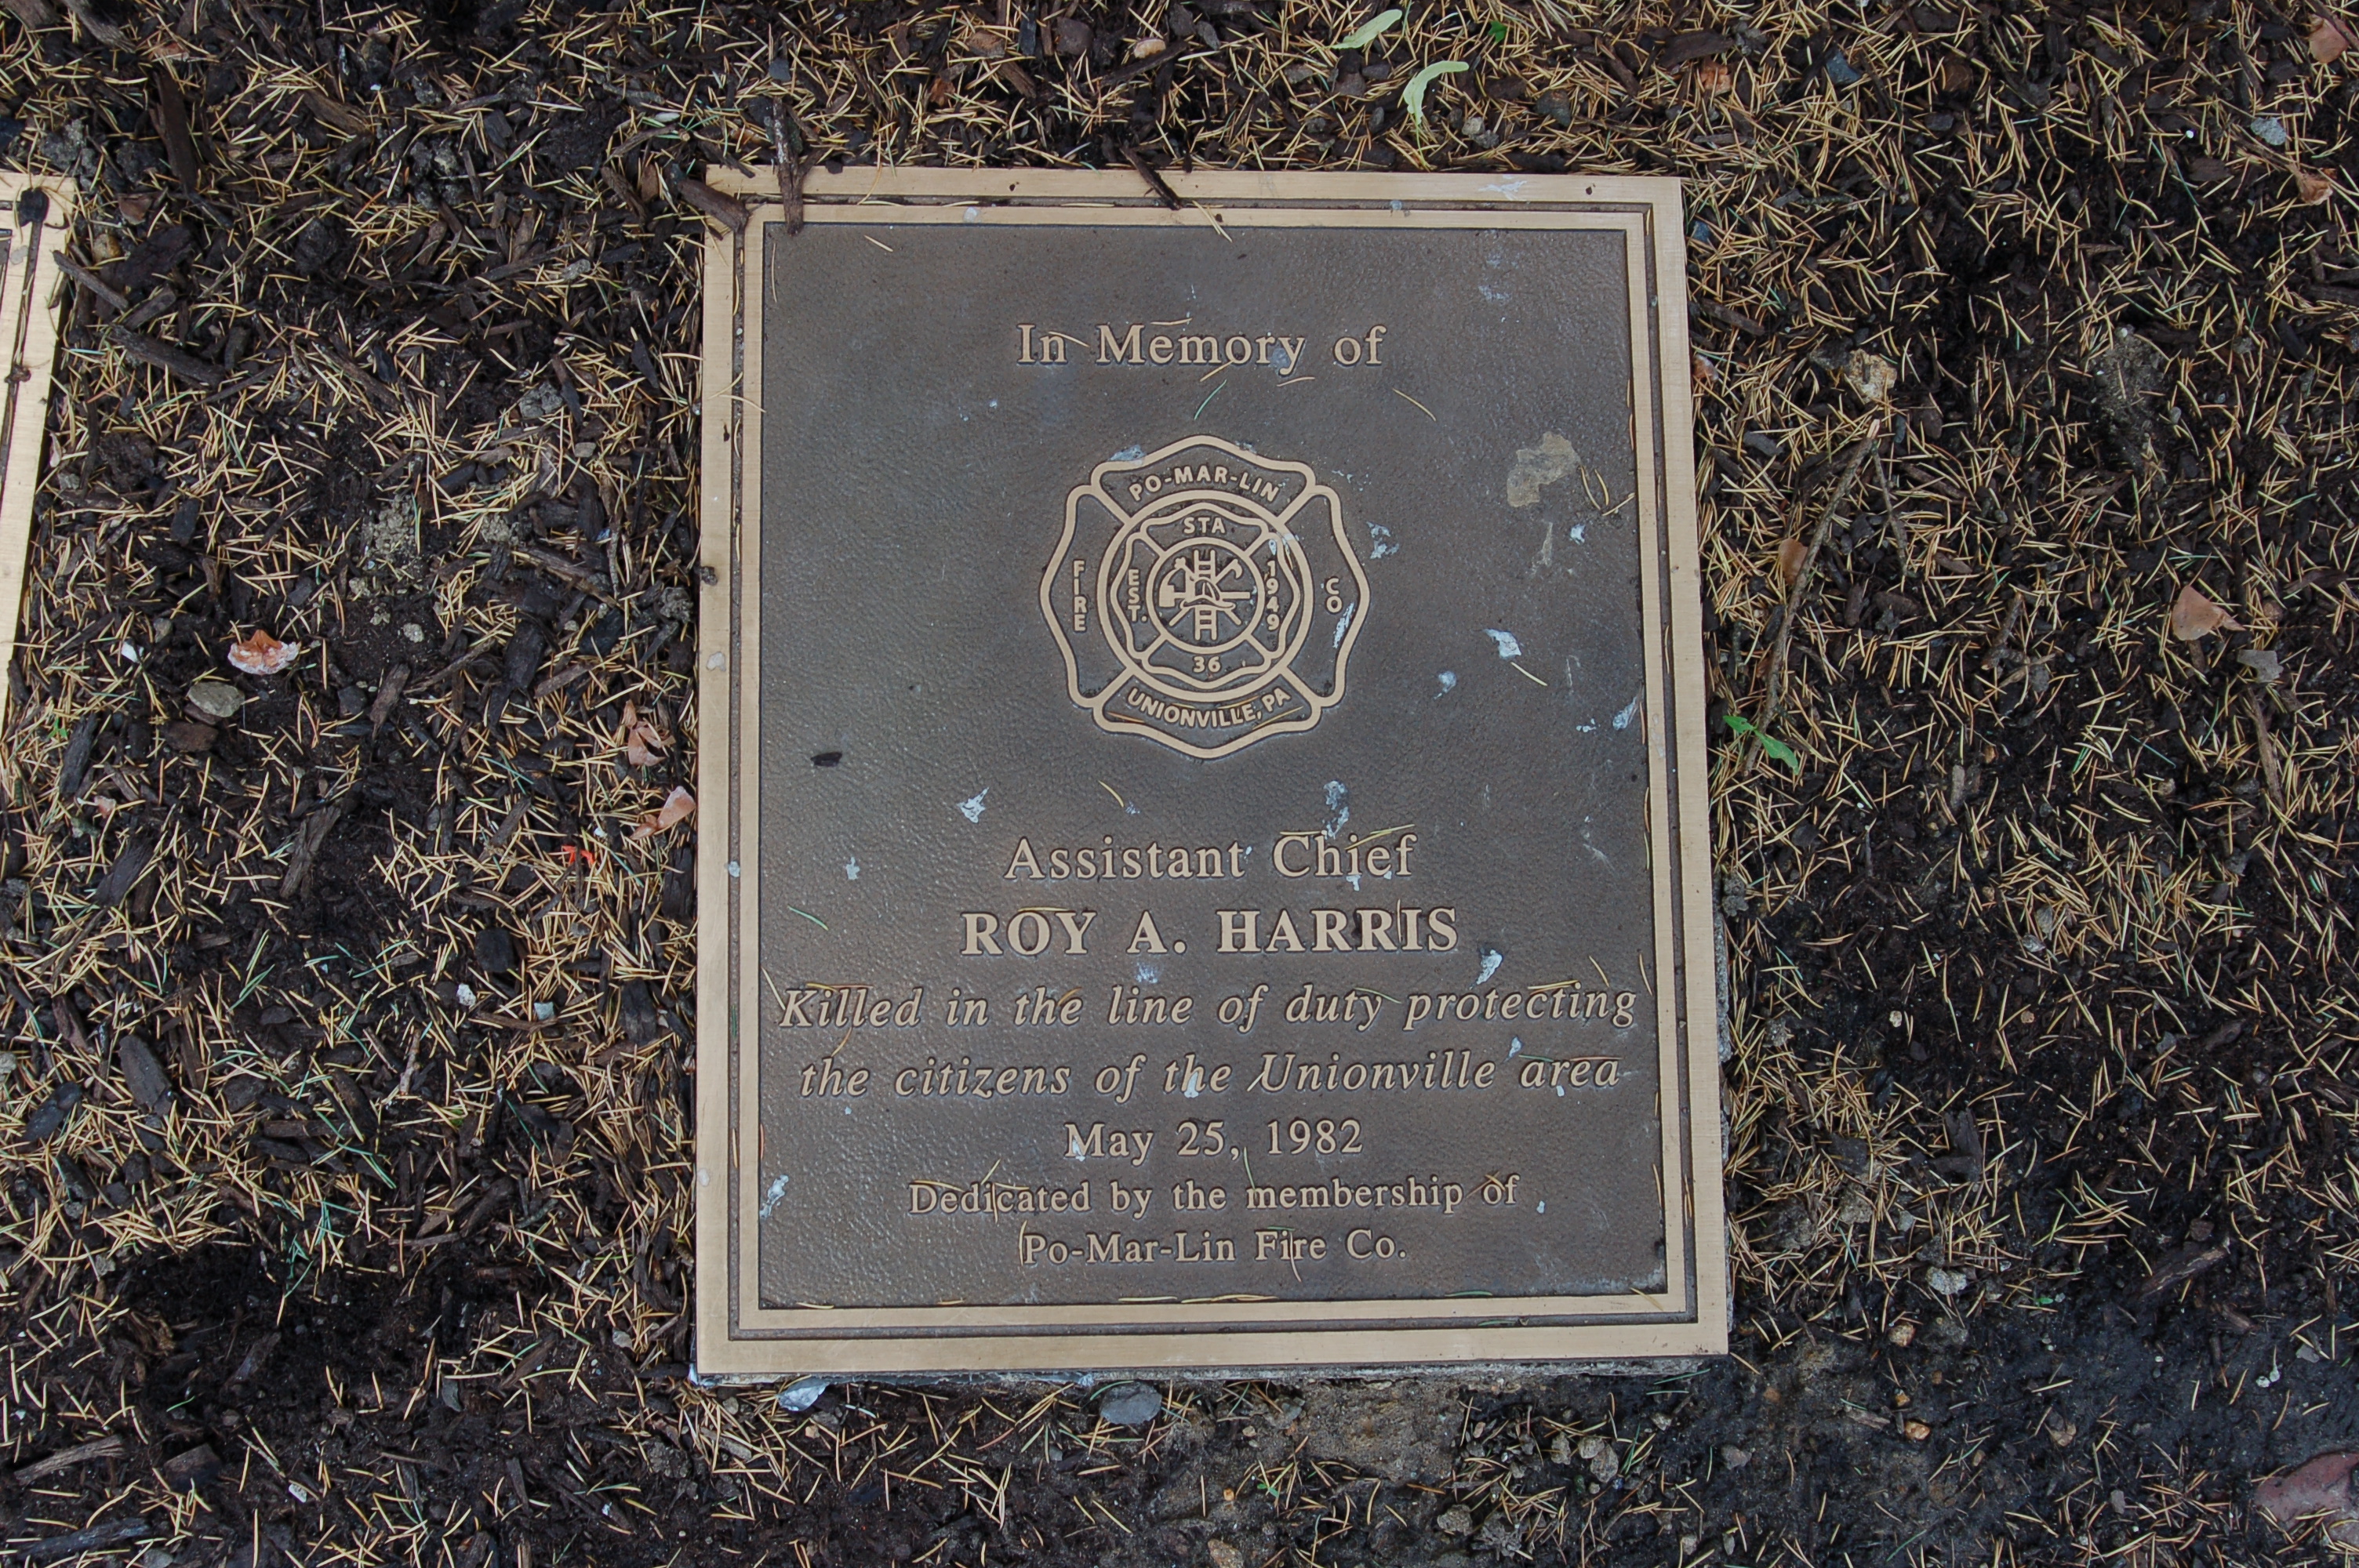 In Memory of
PO-MAR-LIN
STA
FIRE EST. 1949 CO
36
UNIONVILLE, PA
Assistant Chief
ROY A. HARRIS
Killed in the line of duty protecting
the citizens of the Unionville area
May 25, 1982
Dedicated by the membership of
Po-Mar-Lin Fire Co.